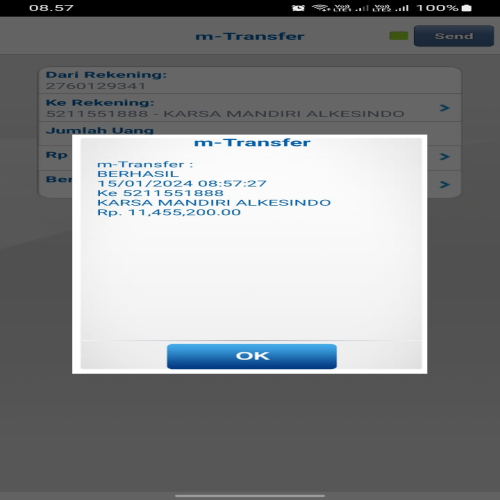 08.57
100%
m-Transfer
Send
Dari Rekening:
2760129341
Ke Rekening:
5211551888 - KARSA MANDIRI ALKESINDO
Jumlah Uang
Rp
Ber
m-Transfer
m-Transfer :
BERHASIL
15/01/2024 08:57:27
Ke 5211551888
KARSA MANDIRI ALKESINDO
Rp. 11,455,200.00
OK